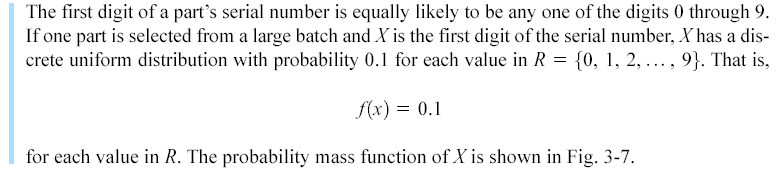 The first digit of a part's serial number is equally likely to be any one of the digits 0 through 9.
If one part is selected from a large batch and X is the first digit of the serial number, X has a dis-
crete uniform distribution with probability 0.1 for each value in R = {0, 1, 2, ... , 9}. That is,
f(x) = 0.1
for each value in R. The probability mass function of X is shown in Fig. 3-7.